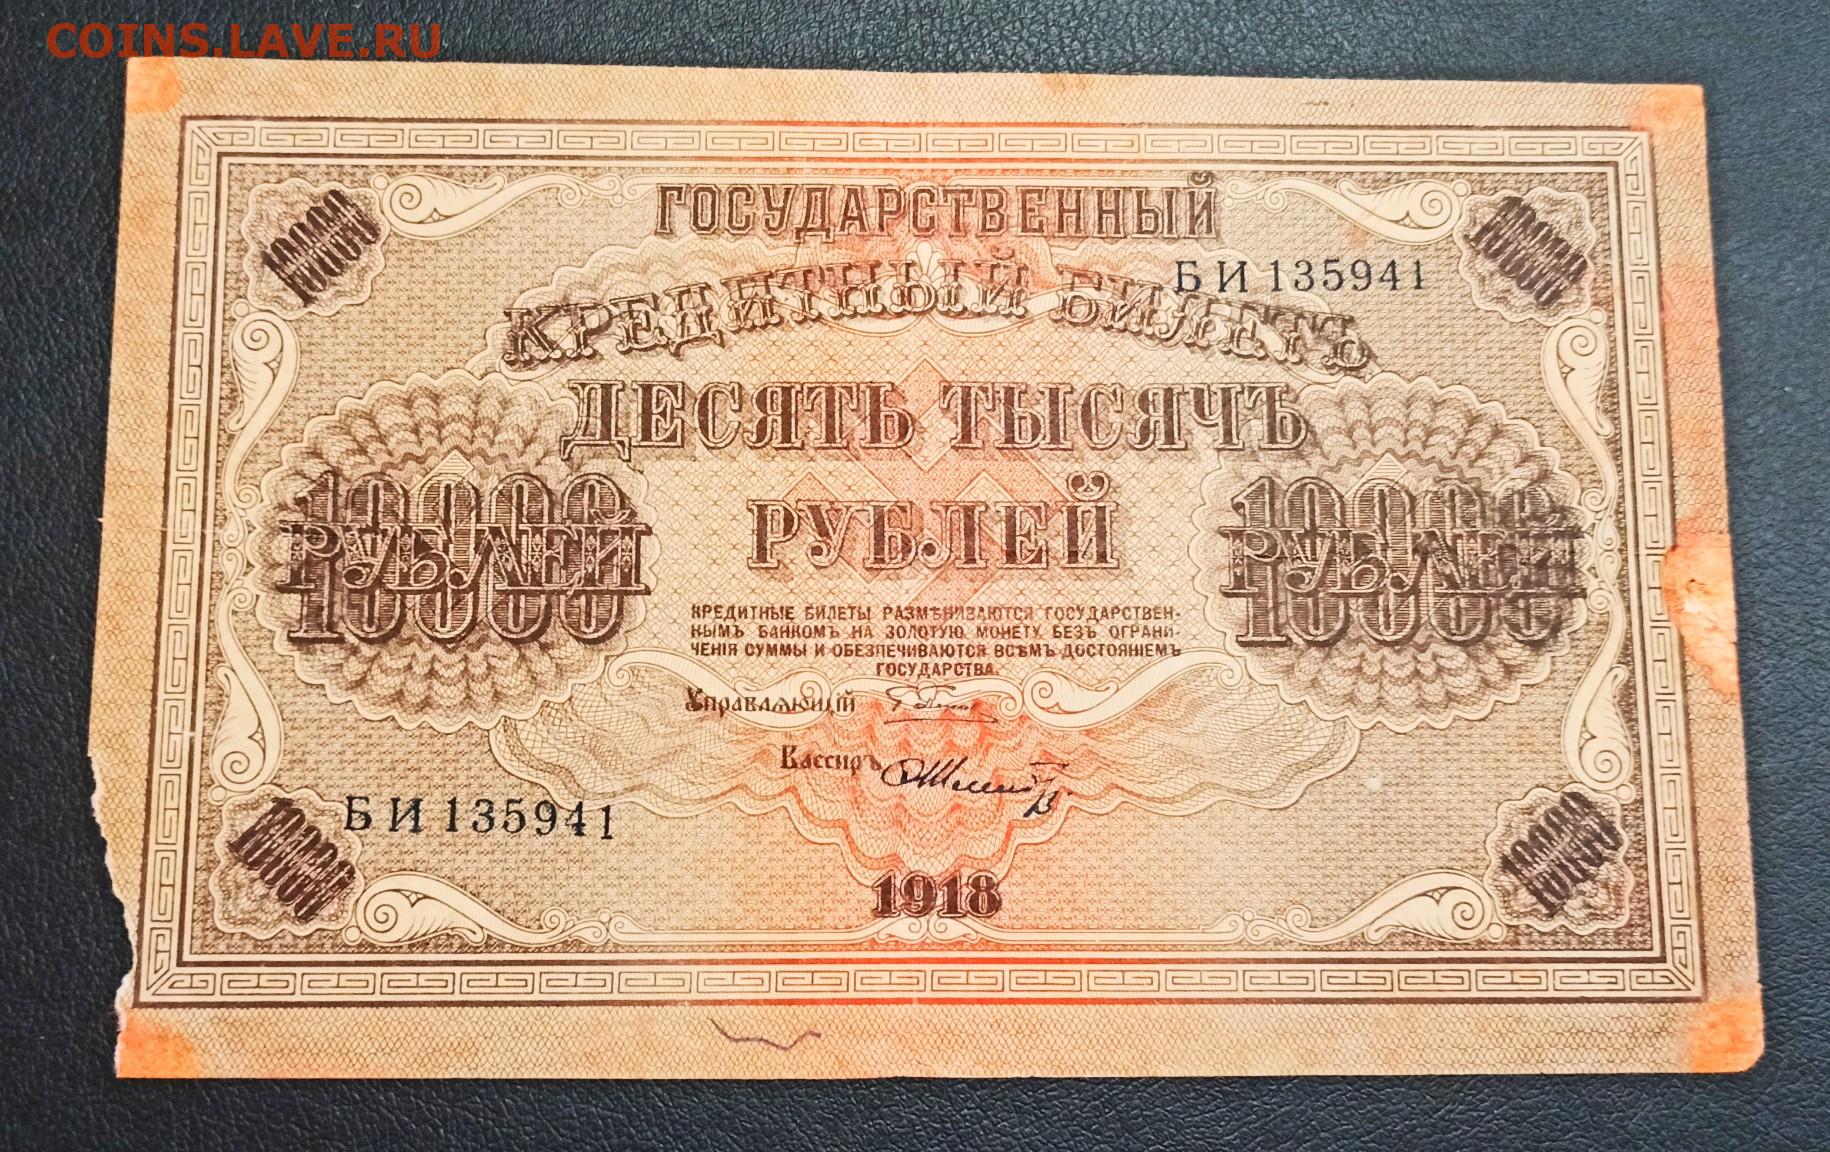 COINS.LAVE.RU
10000
10000
ГОСУДАРСТВЕННЫЙ
БИ 135941
КРЕДИТНЫЙ БИЛЕТЪ
ДЕСЯТЬ ТЫСЯЧЪ
РУБЛЕЙ
10000
РУБЛЕЙ
10000
10000
РУБЛЕЙ
10000
КРЕДИТНЫЕ БИЛЕТЫ РАЗМѢНИВАЮТСЯ ГОСУДАРСТВЕН-
НЫМЪ БАНКОМЪ НА ЗОЛОТУЮ МОНЕТУ БЕЗЪ ОГРАНИ-
ЧЕНІЯ СУММЫ И ОБЕЗПЕЧИВАЮТСЯ ВСѢМЪ ДОСТОЯНІЕМЪ
ГОСУДАРСТВА.
Управляющій
Кассиръ
БИ 135941
10000
10000
1918